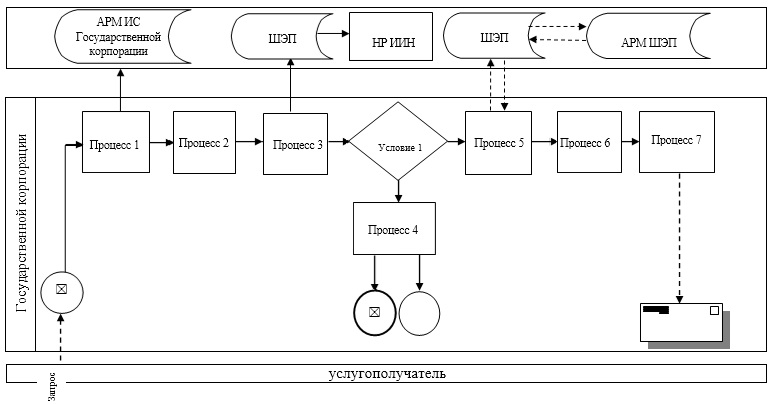 АРМ ИС
Государственной
корпорации
ШЭП
НР ИИН
ШЭП
АРМ ШЭП
Государственной корпорации
Процесс 1
Процесс 2
Процесс 3
Условие 1
Процесс 5
Процесс 6
Процесс 7
Процесс 4
Запрос
услугополучатель